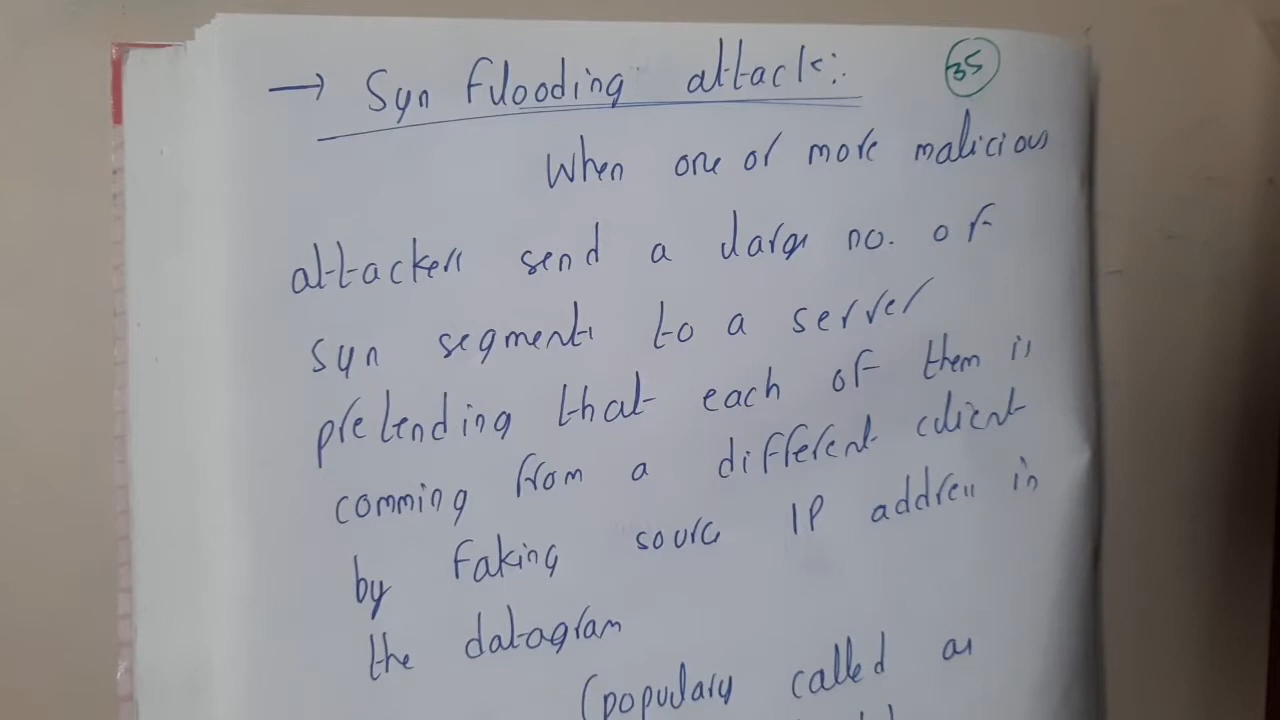 → Syn flooding attack:
35
When one or more malicious
attackers send a large no. of
syn segments to a server
pretending that each of them is
comming from a different client
by faking source IP address in
the datagram
(populary called as